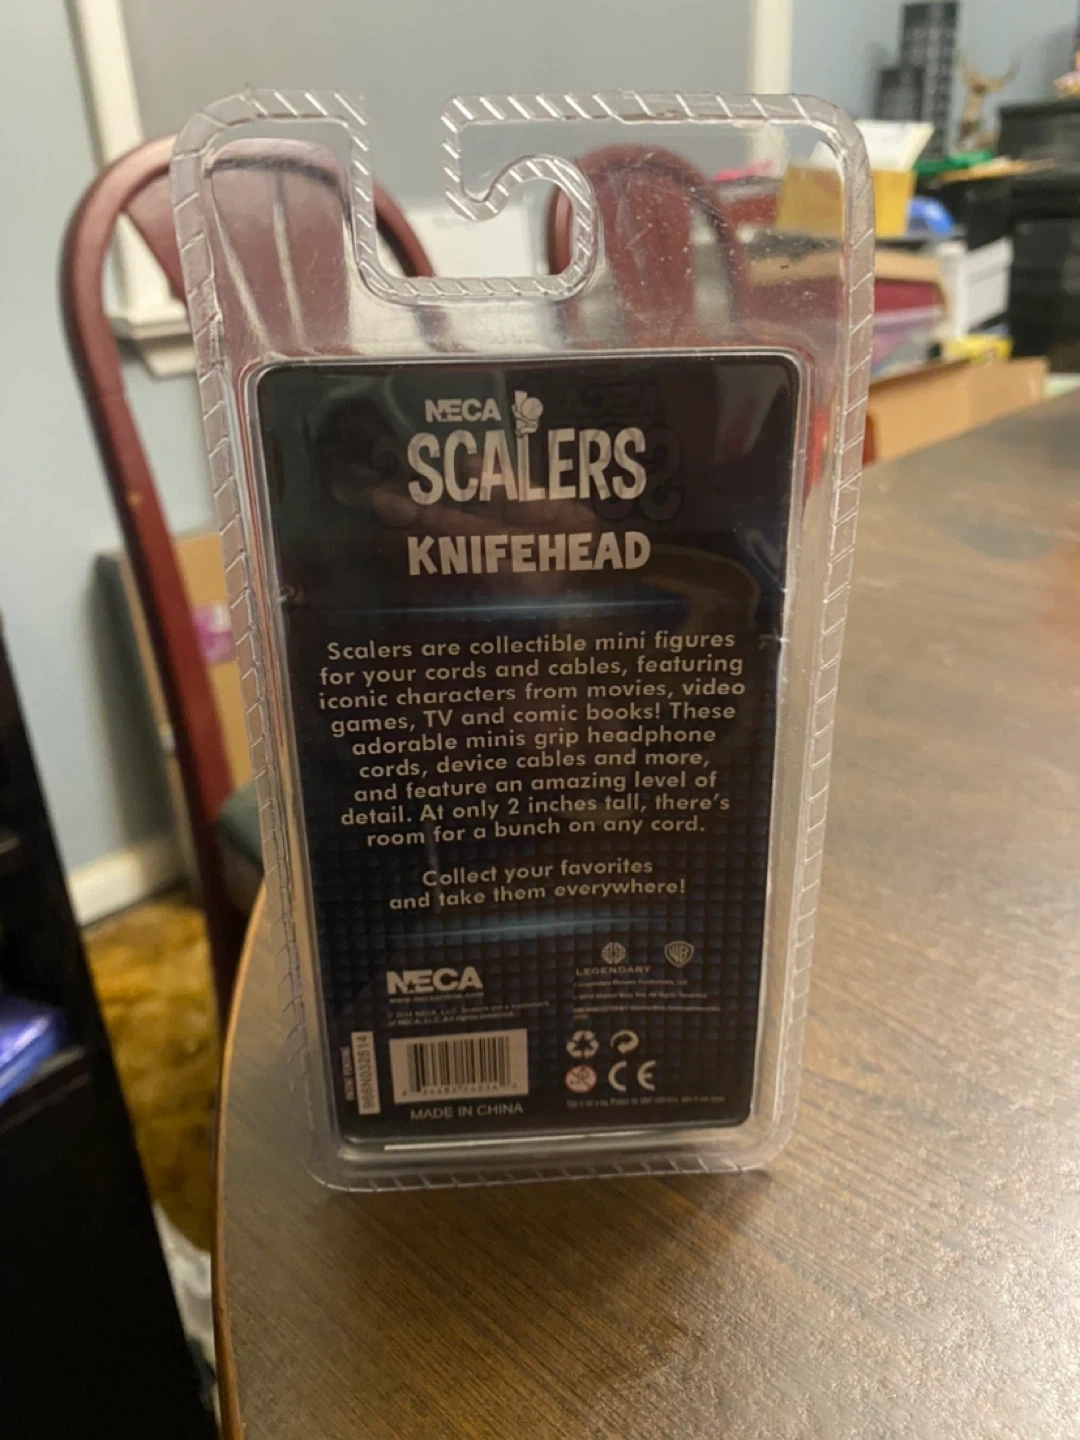 NECA
SCALERS
KNIFEHEAD
Scalers are collectible mini figures
for your cords and cables, featuring
iconic characters from movies, video
games, TV and comic books! These
adorable minis grip headphone
cords, device cables and more,
and feature an amazing level of
detail. At only 2 inches tall, there's
room for a bunch on any cord.
Collect your favorites
and take them everywhere!
NECA
LEGENDARY
WB
MADE IN CHINA
CE